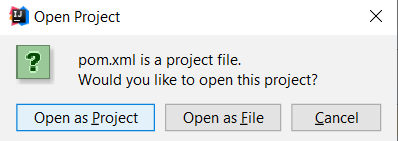 Open Project
pom.xml is a project file.
Would you like to open this project?
Open as Project
Open as File
Cancel